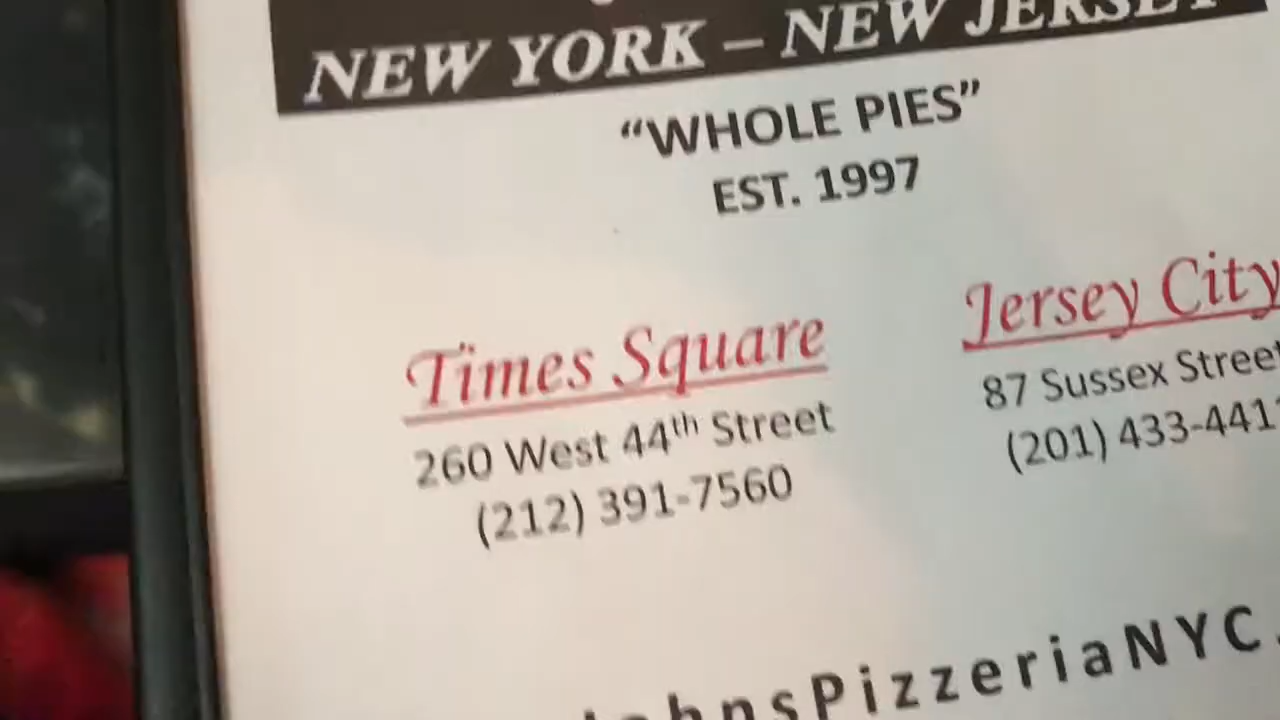 NEW YORK – NEW JERSEY
“WHOLE PIES”
EST. 1997
Times Square
260 West 44th Street
(212) 391-7560
Jersey City
87 Sussex Street
(201) 433-441
JohnsPizzeriaNYC.